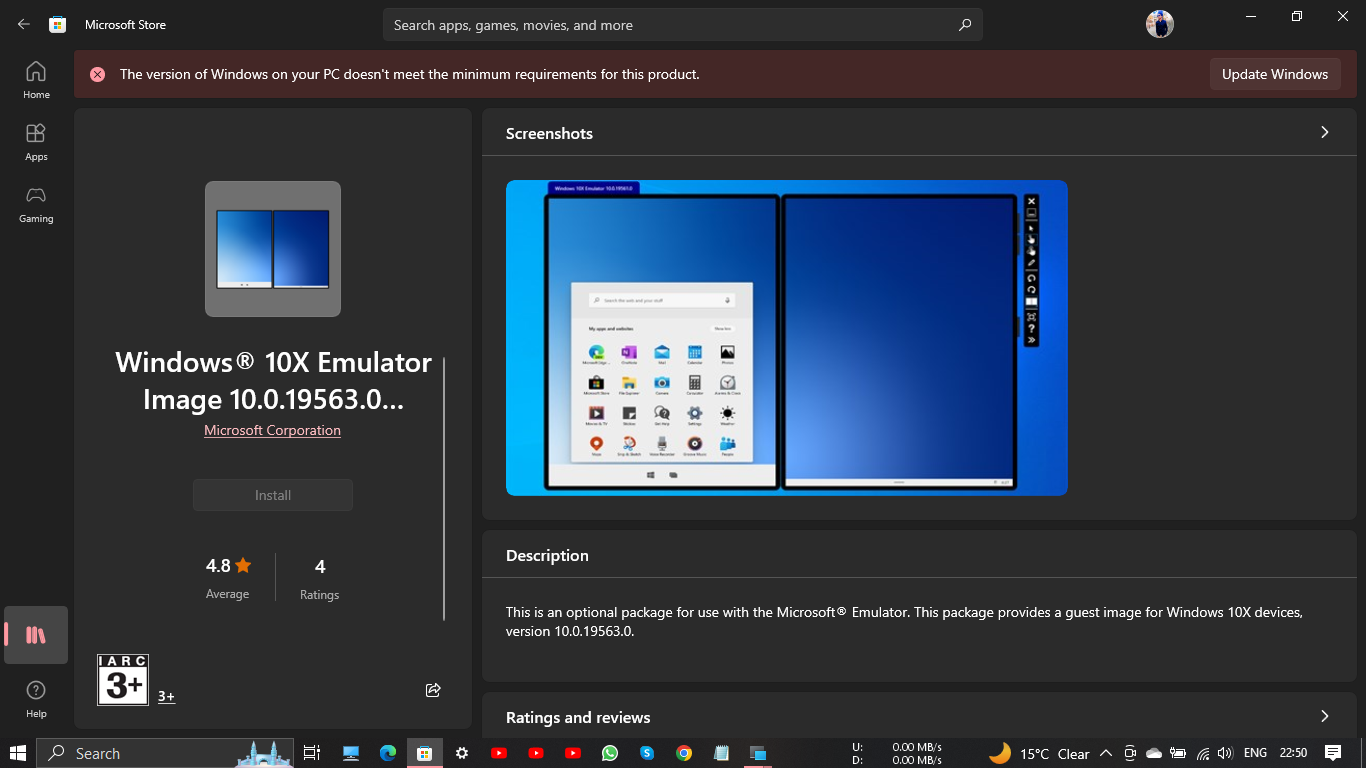 Microsoft Store
Search apps, games, movies, and more
The version of Windows on your PC doesn't meet the minimum requirements for this product.
Update Windows
Home
Apps
Gaming
Help
Windows® 10X Emulator
Image 10.0.19563.0...
Microsoft Corporation
Install
4.8
Average
4
Ratings
IARC
3+
3+
Screenshots
Windows 10X Emulator 10.0.19563.0
Search the web and your stuff
My apps and websites
OneNote
Mail
Calendar
Photos
Microsoft Store
File Explorer
Camera
Calculator
Alarms & Clock
Movies & TV
Stickies
Get Help
Settings
Weather
Maps
Snip & Sketch
Voice Recorder
Groove Music
People
Description
This is an optional package for use with the Microsoft® Emulator. This package provides a guest image for Windows 10X devices,
version 10.0.19563.0.
Ratings and reviews
Search
U: 0.00 MB/s
D: 0.00 MB/s
15°C Clear
ENG
22:50